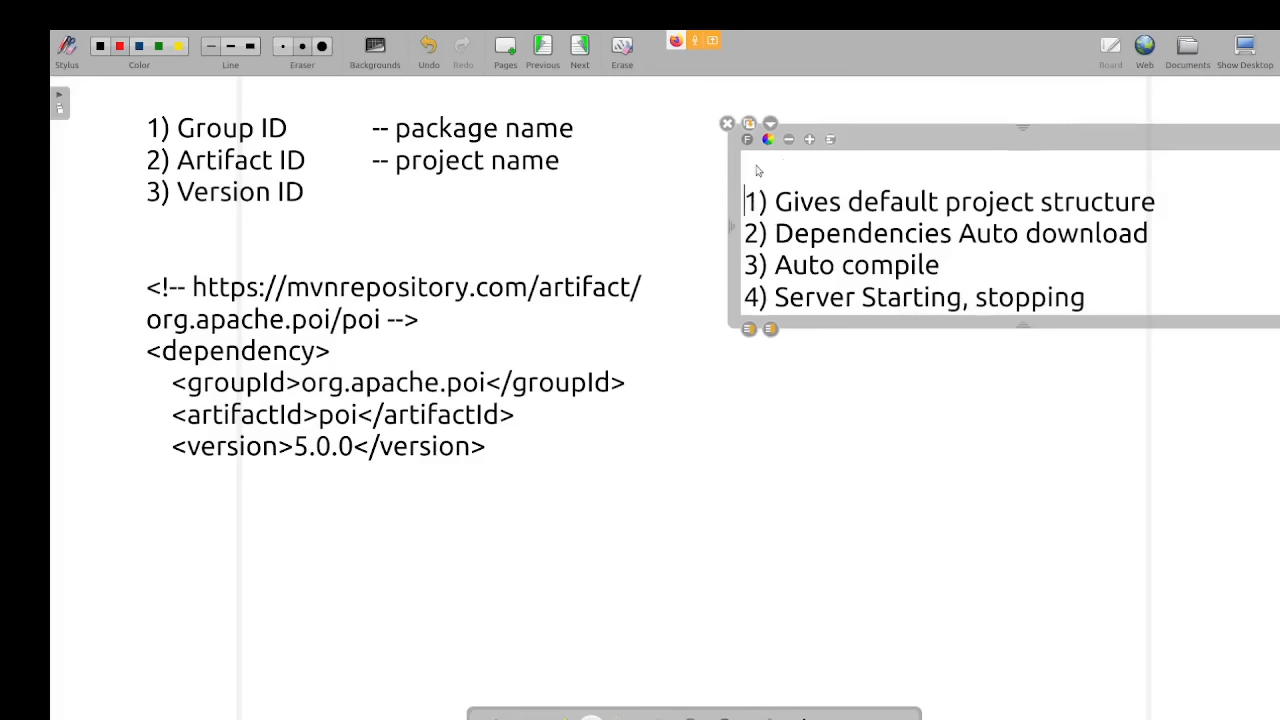 Stylus
Color
Line
Eraser
Backgrounds
Undo
Redo
Pages
Previous
Next
Erase
Board
Web
Documents
Show Desktop
1) Group ID -- package name
2) Artifact ID -- project name
3) Version ID
<!-- https://mvnrepository.com/artifact/
org.apache.poi/poi -->
<dependency>
<groupId>org.apache.poi</groupId>
<artifactId>poi</artifactId>
<version>5.0.0</version>
F
1) Gives default project structure
2) Dependencies Auto download
3) Auto compile
4) Server Starting, stopping